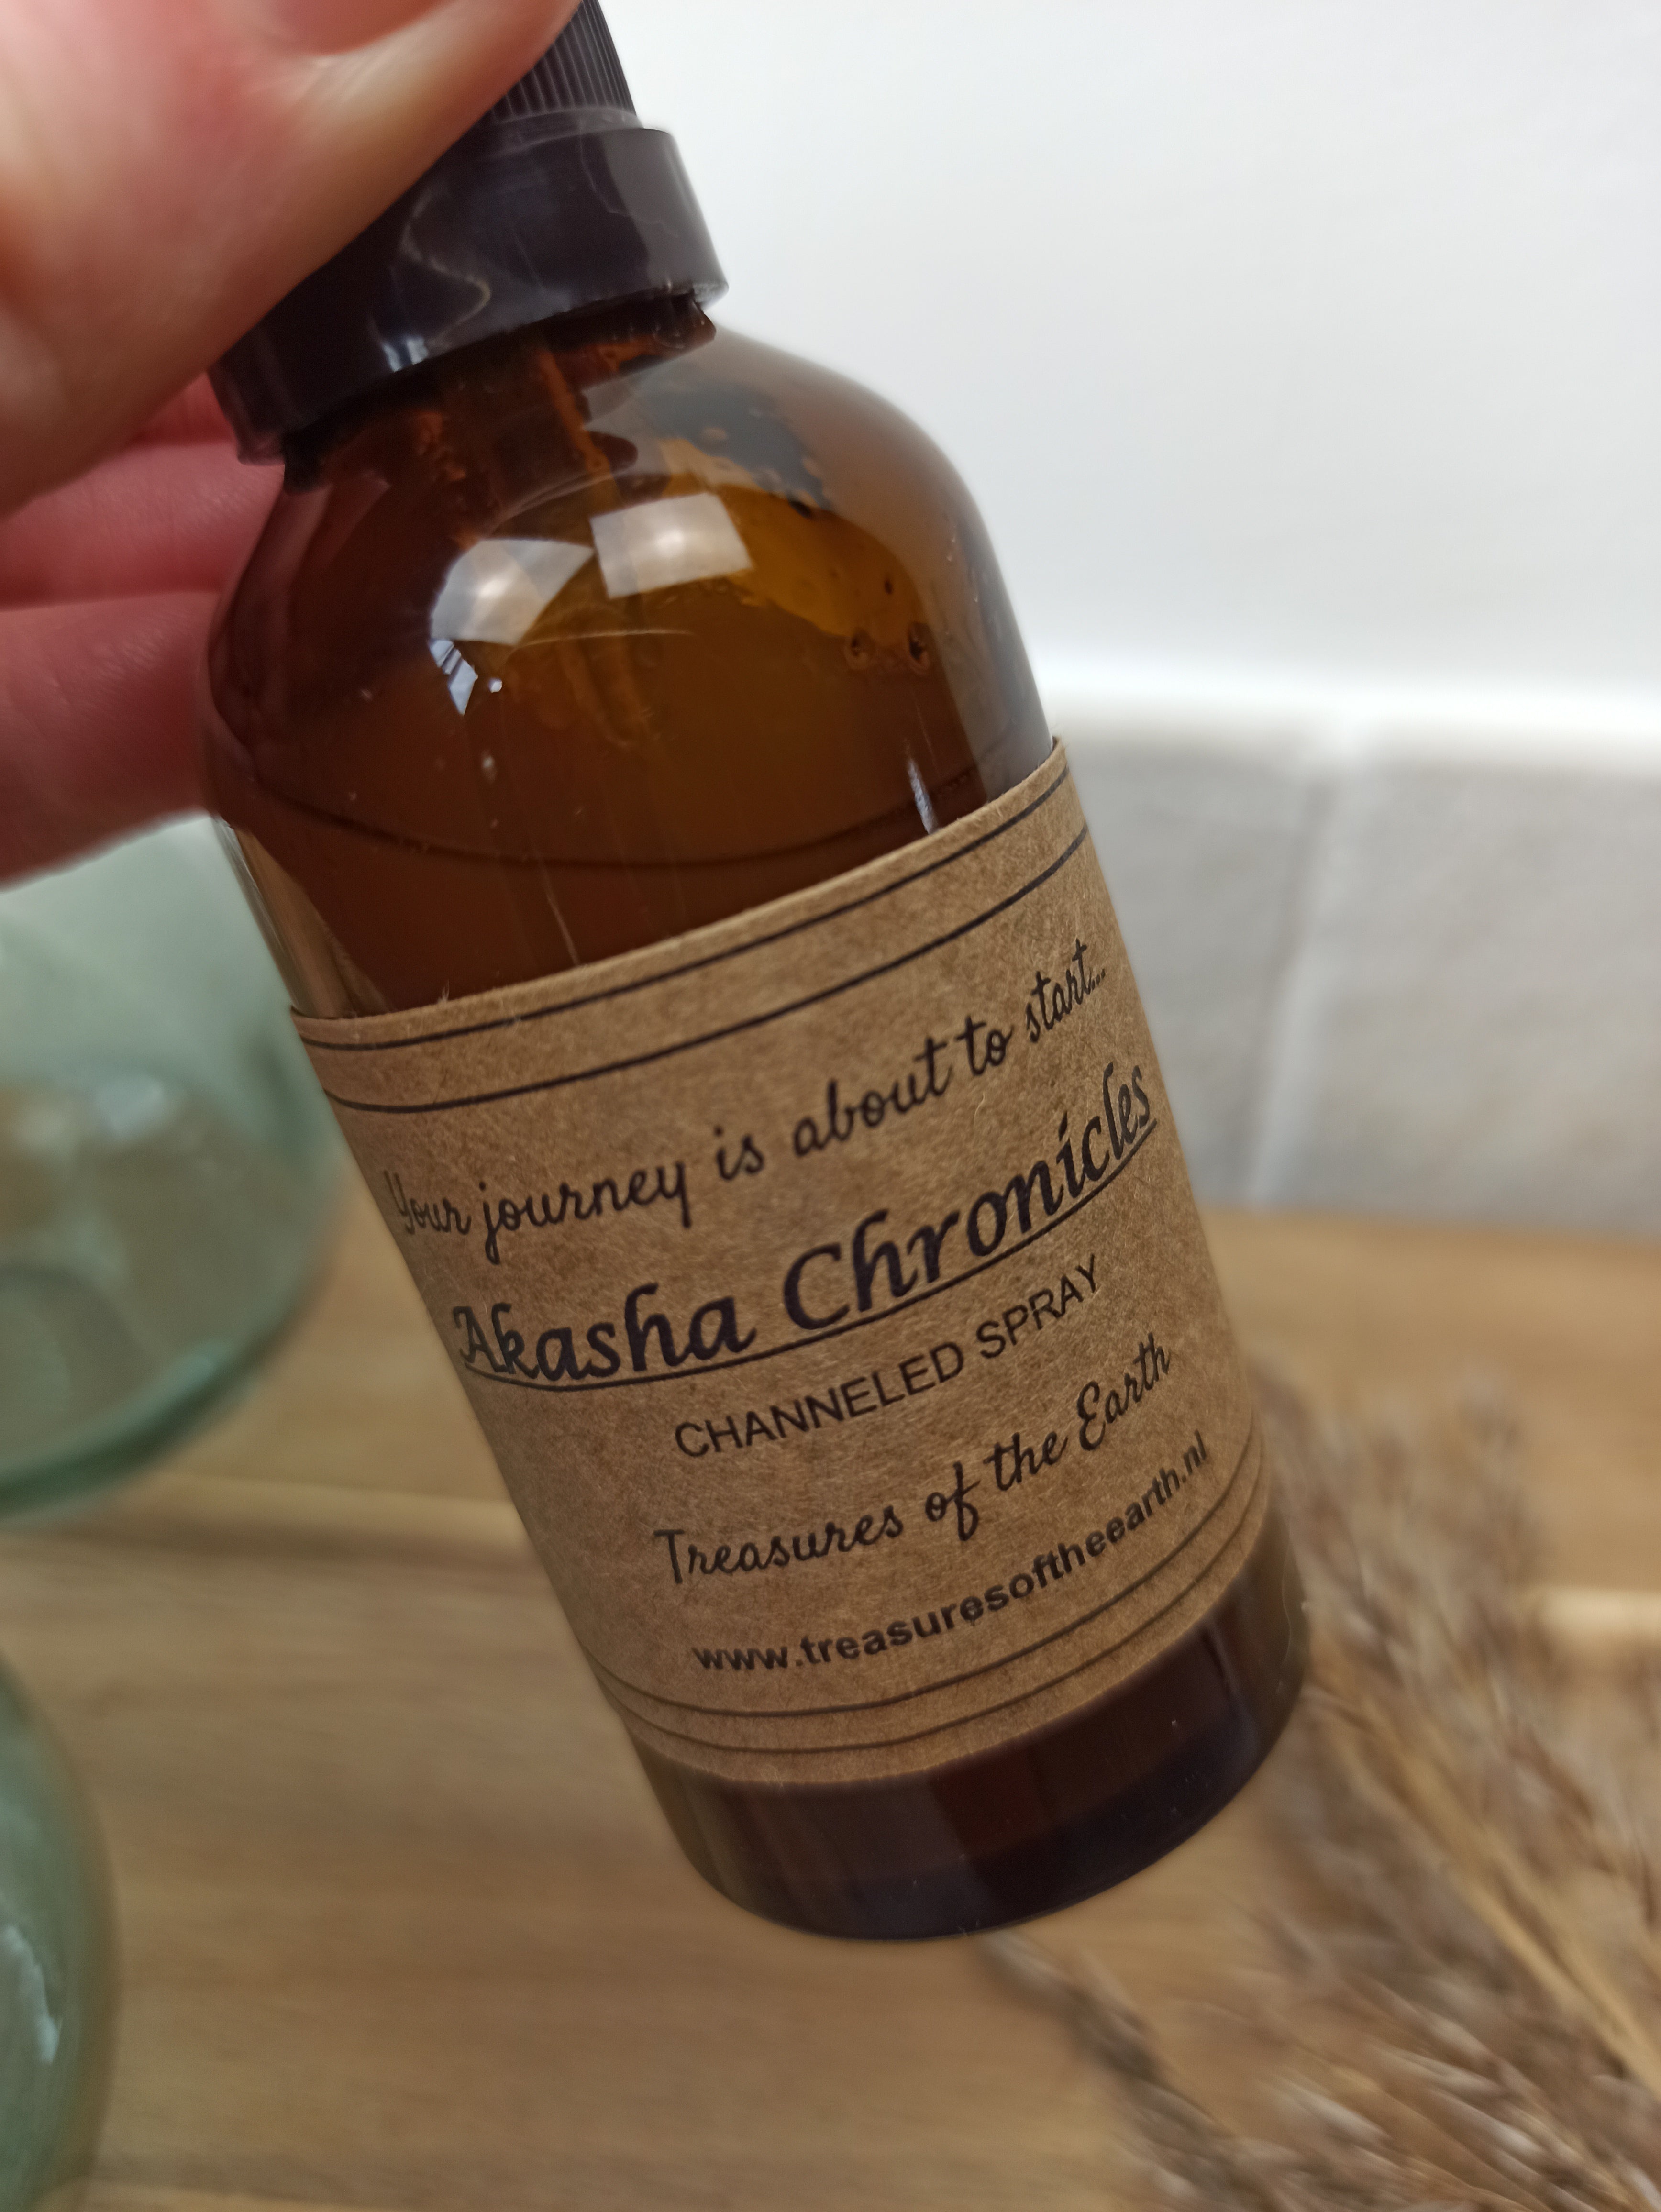 Your journey is about to start...
Akasha Chronicles
CHANNELED SPRAY
Treasures of the Earth
www.treasuresoftheearth.nl